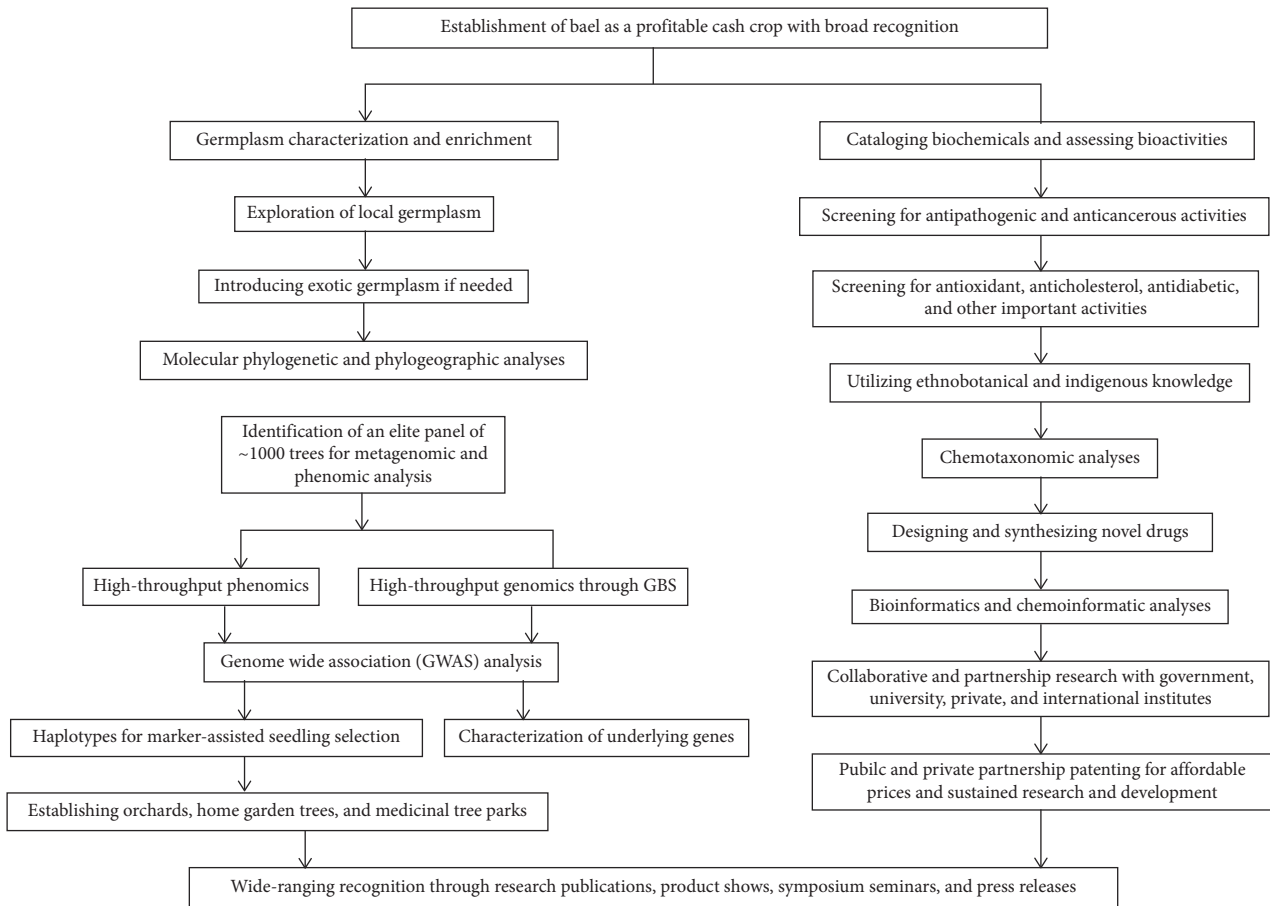 Establishment of bael as a profitable cash crop with broad recognition
Germplasm characterization and enrichment
Exploration of local germplasm
Introducing exotic germplasm if needed
Molecular phylogenetic and phylogeographic analyses
Identification of an elite panel of
~1000 trees for metagenomic and
phenomic analysis
High-throughput phenomics
High-throughput genomics through GBS
Genome wide association (GWAS) analysis
Haplotypes for marker-assisted seedling selection
Characterization of underlying genes
Establishing orchards, home garden trees, and medicinal tree parks
Cataloging biochemicals and assessing bioactivities
Screening for antipathogenic and anticancerous activities
Screening for antioxidant, anticholesterol, antidiabetic,
and other important activities
Utilizing ethnobotanical and indigenous knowledge
Chemotaxonomic analyses
Designing and synthesizing novel drugs
Bioinformatics and chemoinformatic analyses
Collaborative and partnership research with government,
university, private, and international institutes
Pubilc and private partnership patenting for affordable
prices and sustained research and development
Wide-ranging recognition through research publications, product shows, symposium seminars, and press releases